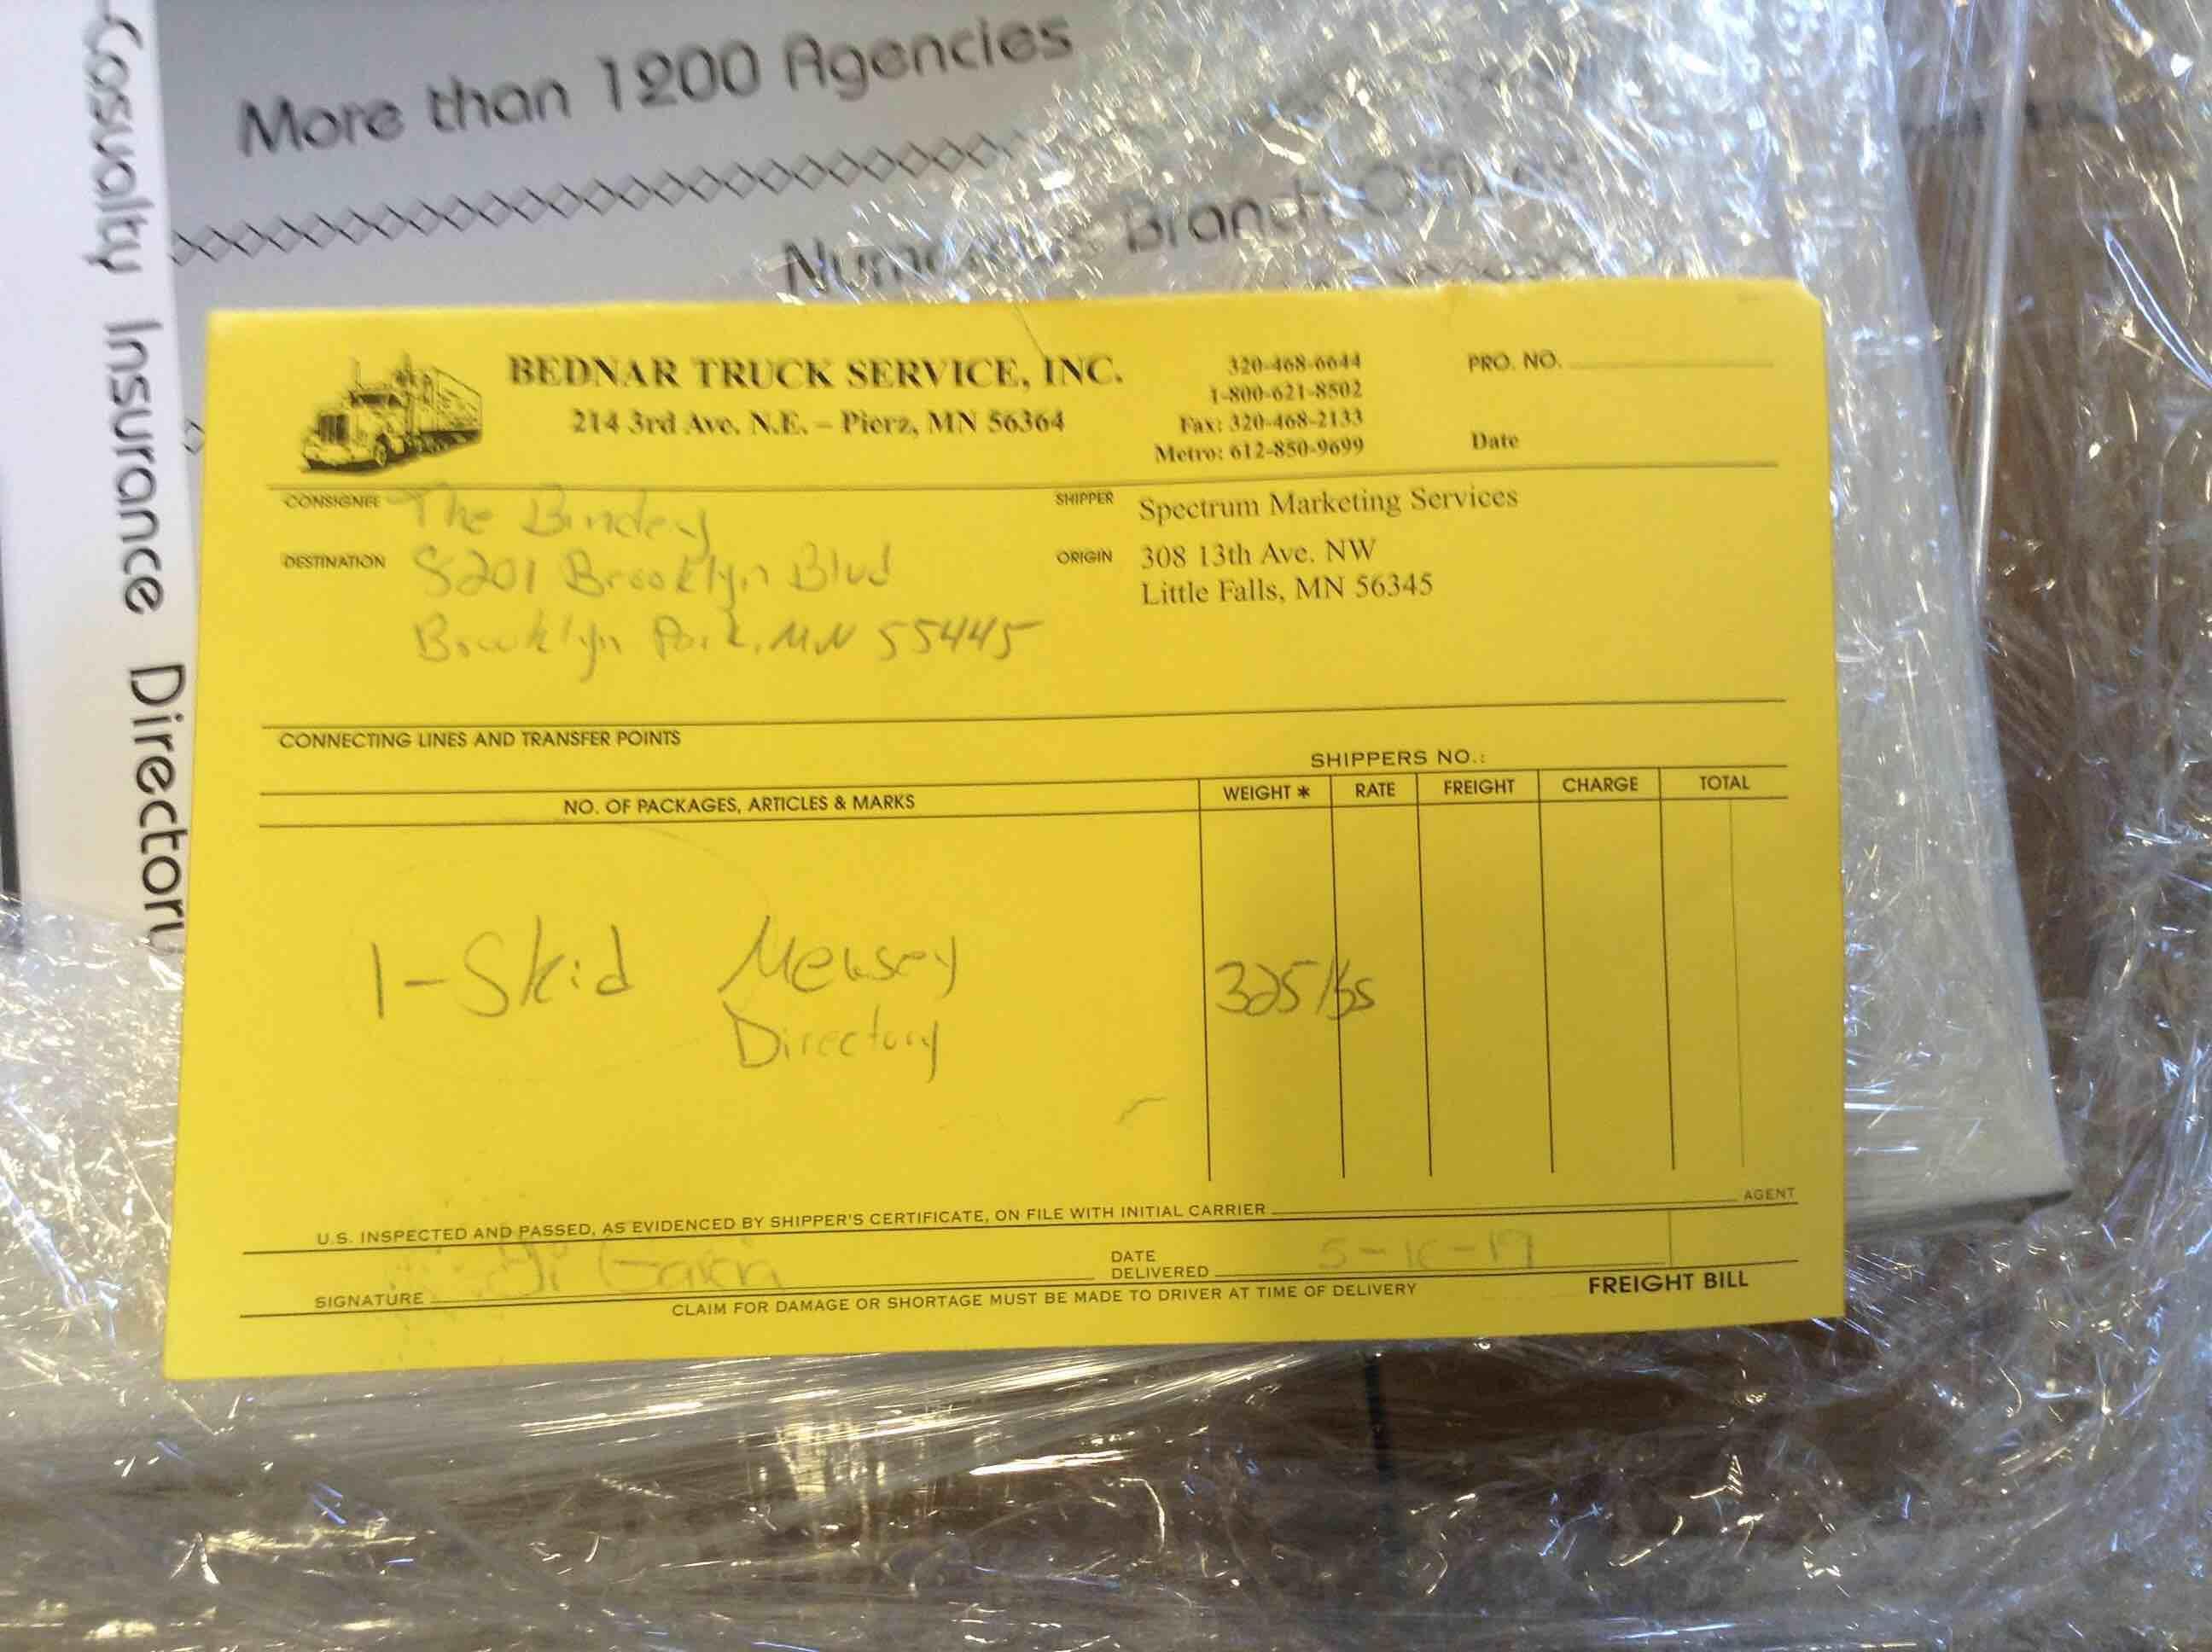 More than 1200 Agencies
Numerous Branch Offices
Casualty Insurance Directory
BEDNAR TRUCK SERVICE, INC.
214 3rd Ave. N.E. – Pierz, MN 56364
320-468-6644
1-800-621-8502
Fax: 320-468-2133
Metro: 612-850-9699
PRO. NO.
Date
CONSIGNEE The Bindery
DESTINATION 8201 Brooklyn Blvd
Brooklyn Park, MN 55445
SHIPPER Spectrum Marketing Services
ORIGIN 308 13th Ave. NW
Little Falls, MN 56345
CONNECTING LINES AND TRANSFER POINTS
SHIPPERS NO.:
NO. OF PACKAGES, ARTICLES & MARKS WEIGHT * RATE FREIGHT CHARGE TOTAL
1-Skid 325 lbs
Directory
U.S. INSPECTED AND PASSED, AS EVIDENCED BY SHIPPER'S CERTIFICATE, ON FILE WITH INITIAL CARRIER AGENT
SIGNATURE Garcia
DATE
DELIVERED
CLAIM FOR DAMAGE OR SHORTAGE MUST BE MADE TO DRIVER AT TIME OF DELIVERY
FREIGHT BILL